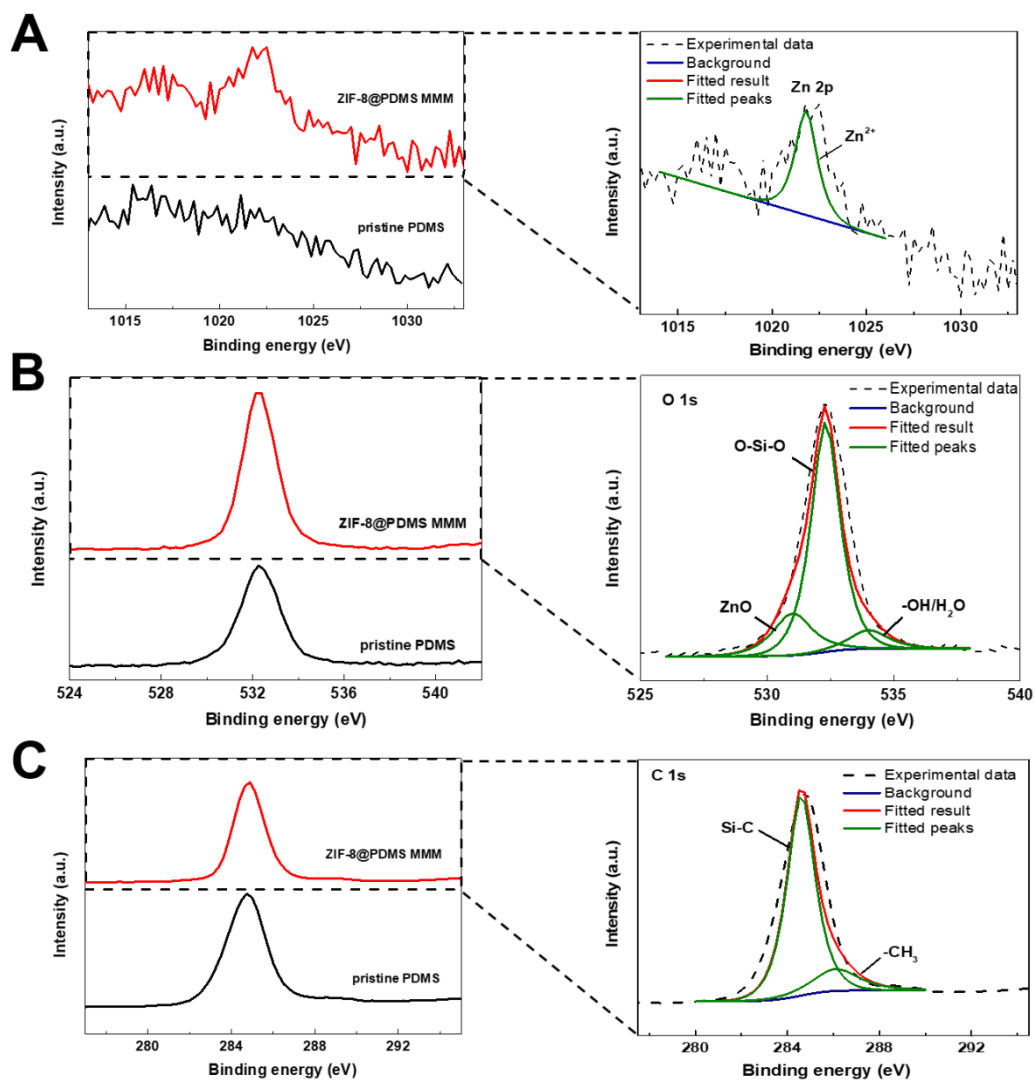 A
Intensity (a.u.)
ZIF-8@PDMS MMM
pristine PDMS
1015 1020 1025 1030
Binding energy (eV)
Intensity (a.u.)
Experimental data
Background
Fitted result
Fitted peaks
Zn 2p
Zn²⁺
1015 1020 1025 1030
Binding energy (eV)
B
Intensity (a.u.)
ZIF-8@PDMS MMM
pristine PDMS
524 528 532 536 540
Binding energy (eV)
Intensity (a.u.)
O 1s
Experimental data
Background
Fitted result
Fitted peaks
O-Si-O
ZnO
-OH/H₂O
525 530 535 540
Binding energy (eV)
C
Intensity (a.u.)
ZIF-8@PDMS MMM
pristine PDMS
280 284 288 292
Binding energy (eV)
Intensity (a.u.)
C 1s
Experimental data
Background
Fitted result
Fitted peaks
Si-C
-CH₃
280 284 288 292
Binding energy (eV)